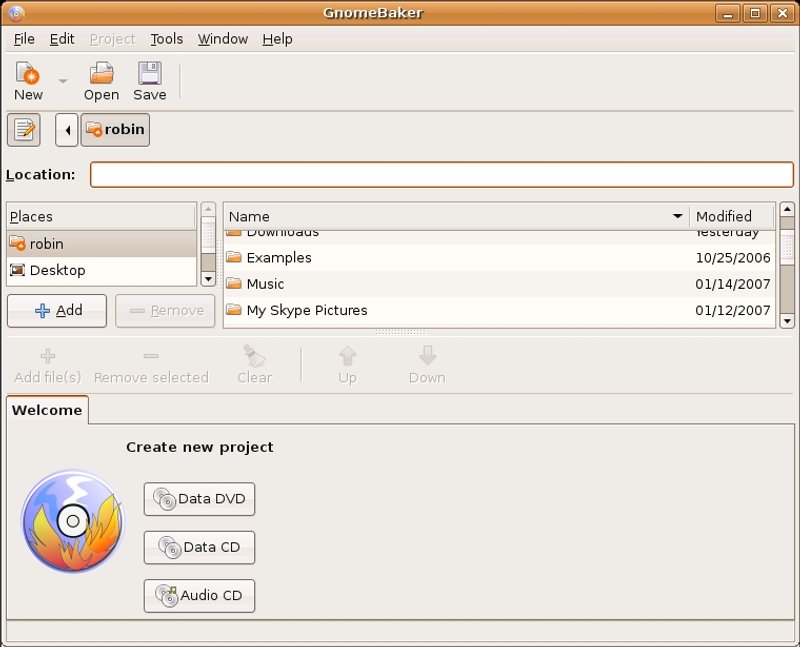 GnomeBaker
File Edit Project Tools Window Help
New Open Save
robin
Location:
Places
robin
Desktop
Add Remove
Name Modified
Downloads Yesterday
Examples 10/25/2006
Music 01/14/2007
My Skype Pictures 01/12/2007
Add file(s) Remove selected Clear Up Down
Welcome
Create new project
Data DVD
Data CD
Audio CD